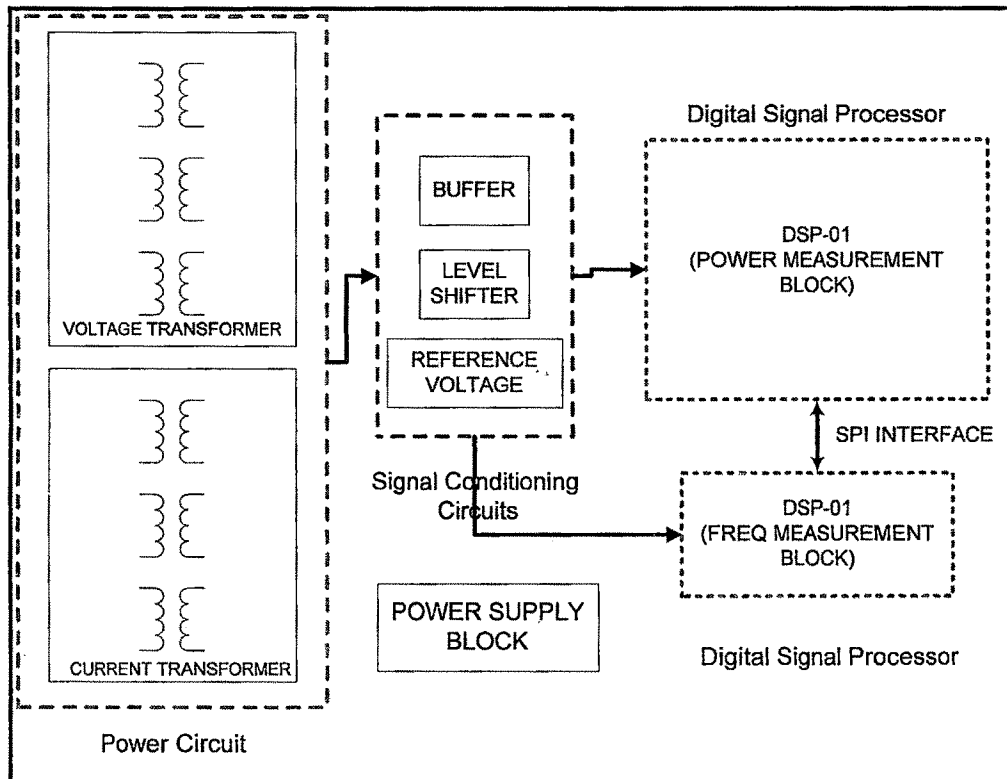 VOLTAGE TRANSFORMER
CURRENT TRANSFORMER
Power Circuit
BUFFER
LEVEL
SHIFTER
REFERENCE
VOLTAGE
Signal Conditioning
Circuits
POWER SUPPLY
BLOCK
Digital Signal Processor
DSP-01
(POWER MEASUREMENT
BLOCK)
SPI INTERFACE
DSP-01
(FREQ MEASUREMENT
BLOCK)
Digital Signal Processor